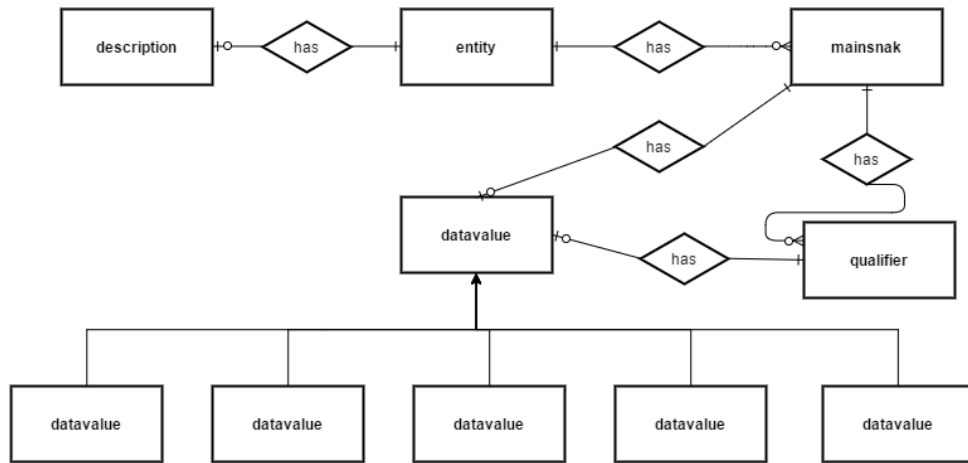 description
has
entity
has
mainsnak
has
has
datavalue
has
qualifier
datavalue
datavalue
datavalue
datavalue
datavalue